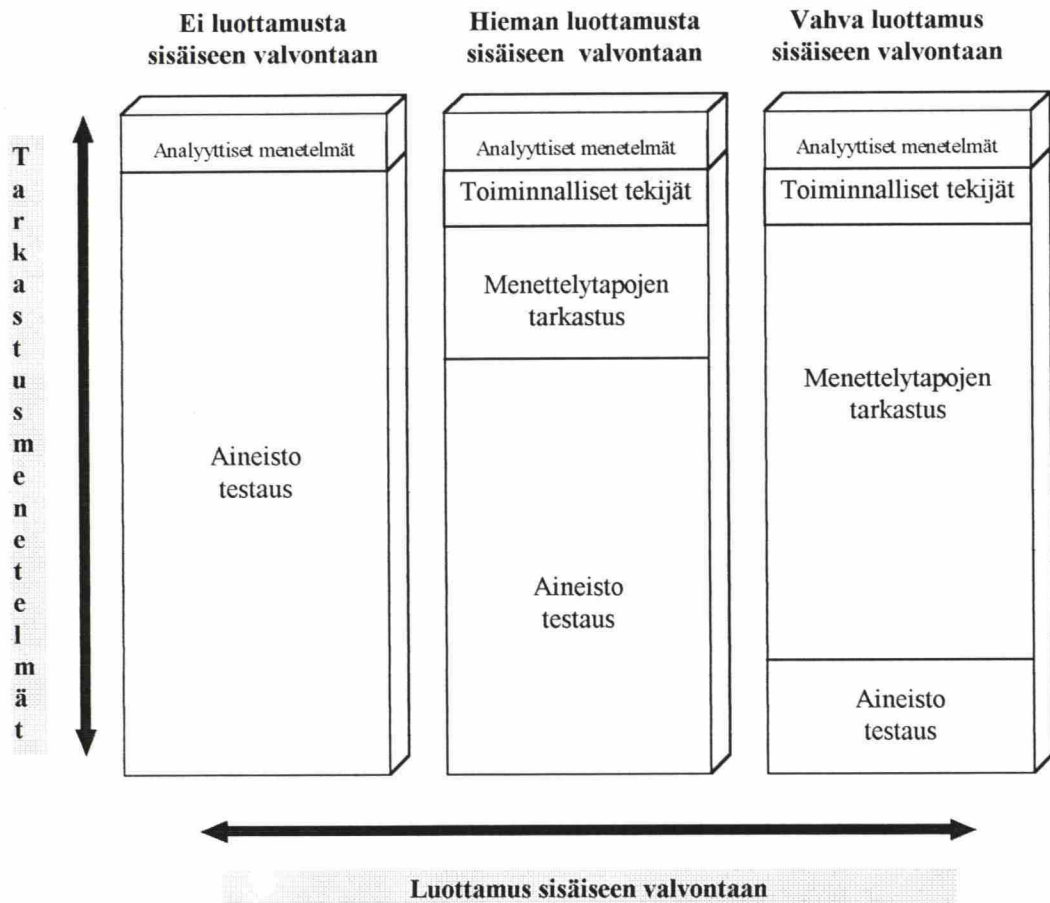 Ei luottamusta
sisäiseen valvontaan
Hieman luottamusta
sisäiseen valvontaan
Vahva luottamus
sisäiseen valvontaan
Tarkastusmenetelmät
Analyyttiset menetelmät
Aineisto
testaus
Analyyttiset menetelmät
Toiminnalliset tekijät
Menettelytapojen
tarkastus
Aineisto
testaus
Analyyttiset menetelmät
Toiminnalliset tekijät
Menettelytapojen
tarkastus
Aineisto
testaus
Luottamus sisäiseen valvontaan